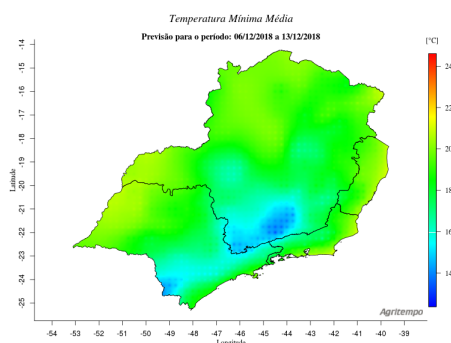 Temperatura Mínima Média
Previsão para o período: 06/12/2018 a 13/12/2018
[°C]
24
22
20
18
16
14
Latitude
-14
-15
-16
-17
-18
-19
-20
-21
-22
-23
-24
-25
-54 -53 -52 -51 -50 -49 -48 -47 -46 -45 -44 -43 -42 -41 -40 -39
Longitude
Agritempo